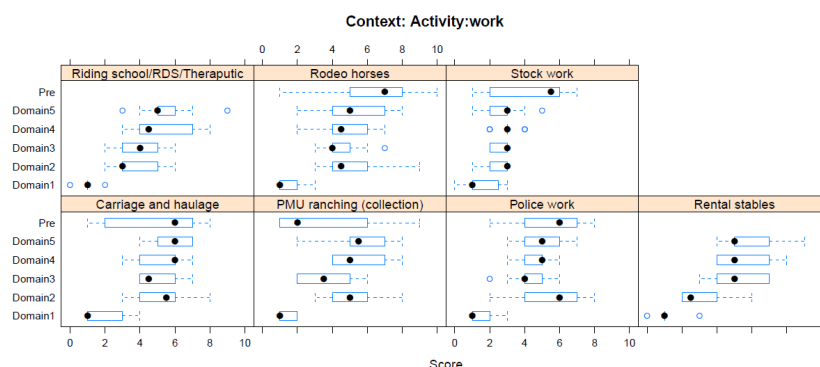 Context: Activity:work
0 2 4 6 8 10
Riding school/RDS/Theraputic Rodeo horses Stock work
Pre
Domain5
Domain4
Domain3
Domain2
Domain1
Carriage and haulage PMU ranching (collection) Police work Rental stables
Pre
Domain5
Domain4
Domain3
Domain2
Domain1
0 2 4 6 8 10 0 2 4 6 8 10
Score